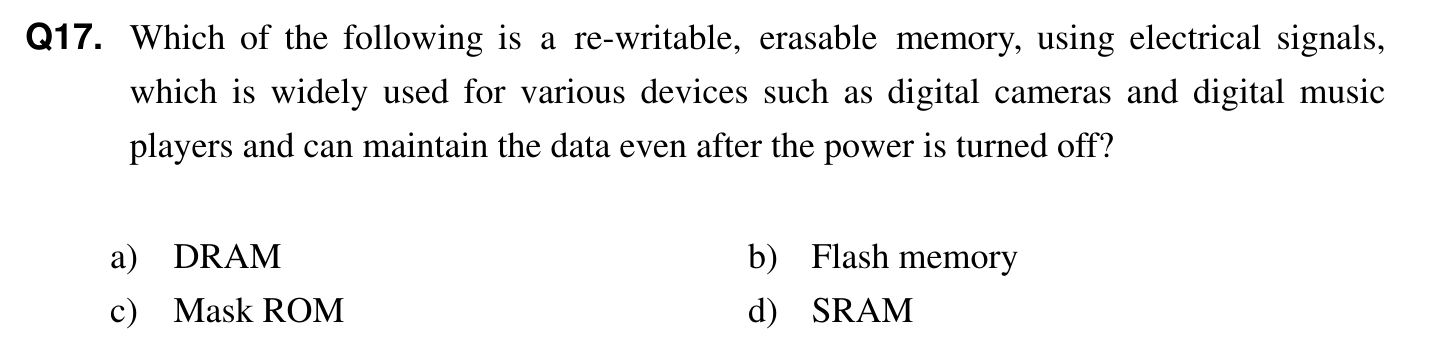 Q17. Which of the following is a re-writable, erasable memory, using electrical signals,
which is widely used for various devices such as digital cameras and digital music
players and can maintain the data even after the power is turned off?
a) DRAM b) Flash memory
c) Mask ROM d) SRAM